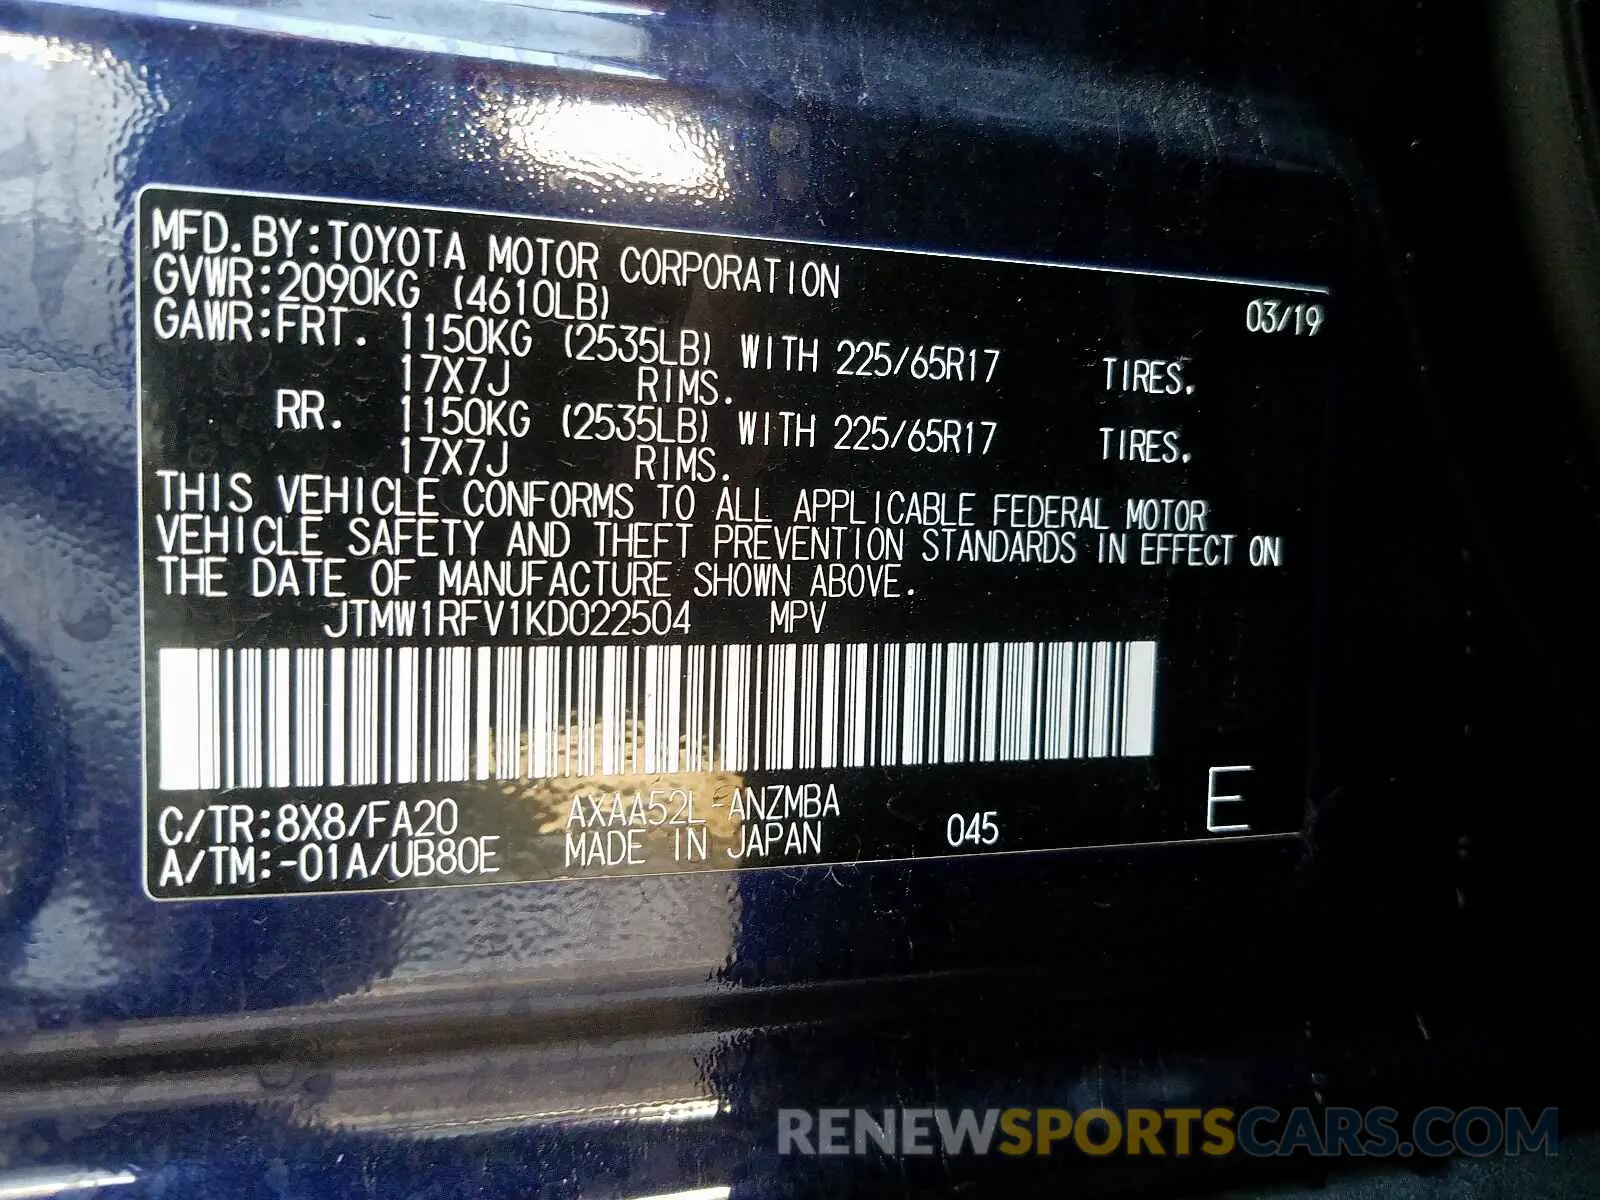 MFD.BY:TOYOTA MOTOR CORPORATION 03/19
GVWR:2090KG (4610LB)
GAWR:FRT. 1150KG (2535LB) WITH 225/65R17 TIRES.
17X7J RIMS.
RR. 1150KG (2535LB) WITH 225/65R17 TIRES.
17X7J RIMS.
THIS VEHICLE CONFORMS TO ALL APPLICABLE FEDERAL MOTOR
VEHICLE SAFETY AND THEFT PREVENTION STANDARDS IN EFFECT ON
THE DATE OF MANUFACTURE SHOWN ABOVE.
JTMW1RFV1KD022504 MPV
C/TR:8X8/FA20 AXAA52L-ANZMBA
A/TM:-01A/UB80E MADE IN JAPAN 045 E
RENEWSPORTSCARS.COM